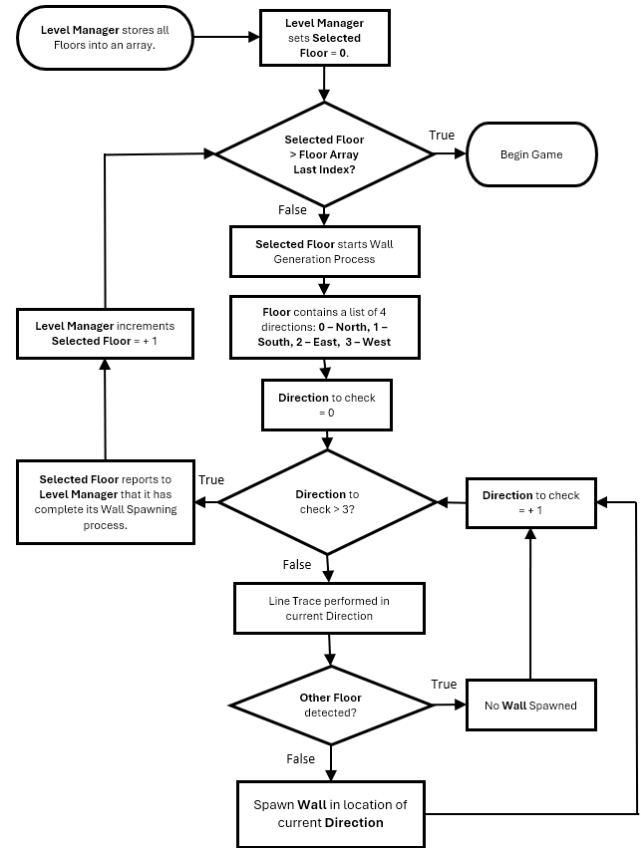 Level Manager stores all
Floors into an array.
Level Manager
sets Selected
Floor = 0.
Selected Floor
> Floor Array
Last Index?
True
Begin Game
False
Selected Floor starts Wall
Generation Process
Floor contains a list of 4
directions: 0 – North, 1 –
South, 2 – East, 3 – West
Level Manager increments
Selected Floor = + 1
Direction to check
= 0
Selected Floor reports to
Level Manager that it has
complete its Wall Spawning
process.
True
Direction to
check > 3?
Direction to check
= + 1
False
Line Trace performed in
current Direction
Other Floor
detected?
True
No Wall Spawned
False
Spawn Wall in location of
current Direction